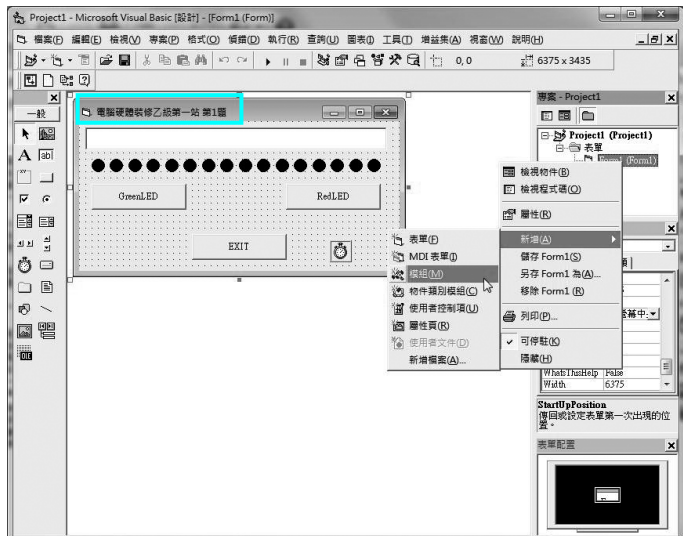 Project1 - Microsoft Visual Basic [設計] - [Form1 (Form)]
檔案(F) 編輯(E) 檢視(V) 專案(P) 格式(O) 偵錯(D) 執行(R) 查詢(U) 圖表(I) 工具(T) 增益集(A) 視窗(W) 說明(H)
0,0
6375 x 3435
一般
電腦硬體裝修乙級第一站 第1題
GreenLED
RedLED
EXIT
專案 - Project1
Project1 (Project1)
表單
Form1 (Form1)
檢視物件(B)
檢視程式碼(O)
屬性(R)
新增(A)
儲存 Form1(S)
另存 Form1 為(A)...
移除 Form1 (R)
列印(P)...
可停駐(K)
隱藏(H)
表單(F)
MDI 表單(I)
模組(M)
物件類別模組(C)
使用者控制項(U)
屬性頁(R)
使用者文件(D)
新增檔案(A)...
WhatsThisHelp False
Width 6375
StartUpPosition
傳回或設定表單第一次出現的位置。
表單配置